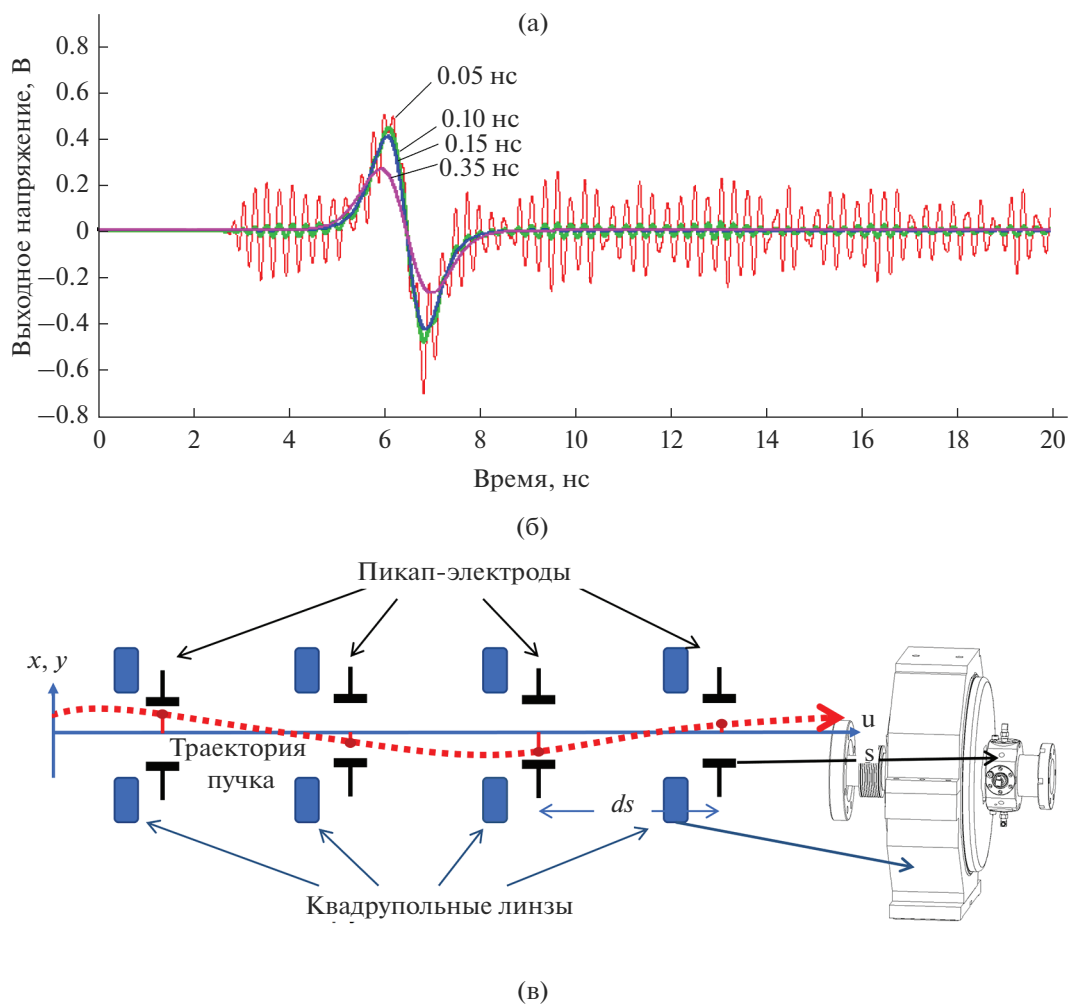 (а)
0.8
0.6
0.4
0.2
0
−0.2
−0.4
−0.6
−0.8
Выходное напряжение, В
0.05 нс
0.10 нс
0.15 нс
0.35 нс
0 2 4 6 8 10 12 14 16 18 20
Время, нс
(б)
Пикап-электроды
x, y
u
s
Траектория
пучка
ds
Квадрупольные линзы
(в)